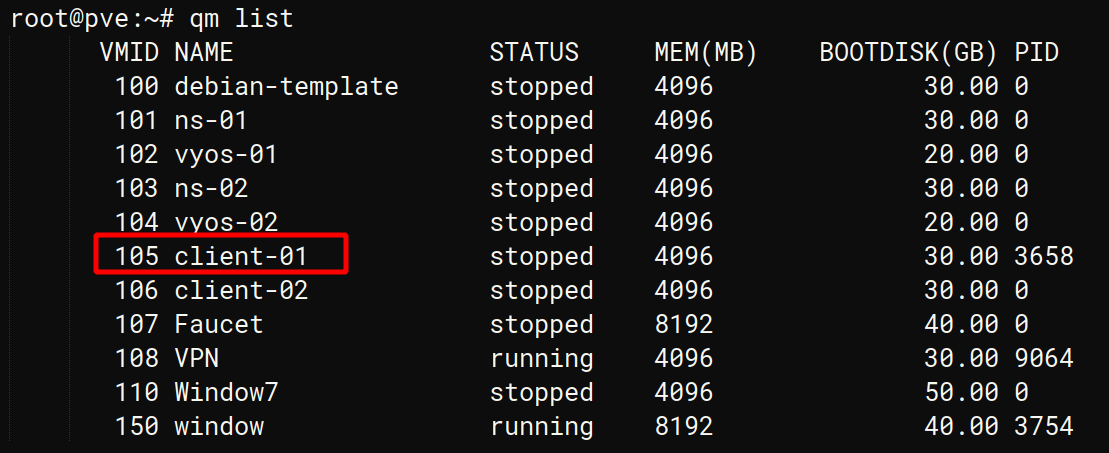 root@pve:~# qm list
VMID NAME STATUS MEM(MB) BOOTDISK(GB) PID
100 debian-template stopped 4096 30.00 0
101 ns-01 stopped 4096 30.00 0
102 vyos-01 stopped 4096 20.00 0
103 ns-02 stopped 4096 30.00 0
104 vyos-02 stopped 4096 20.00 0
105 client-01 stopped 4096 30.00 3658
106 client-02 stopped 4096 30.00 0
107 Faucet stopped 8192 40.00 0
108 VPN running 4096 30.00 9064
110 Window7 stopped 4096 50.00 0
150 window running 8192 40.00 3754